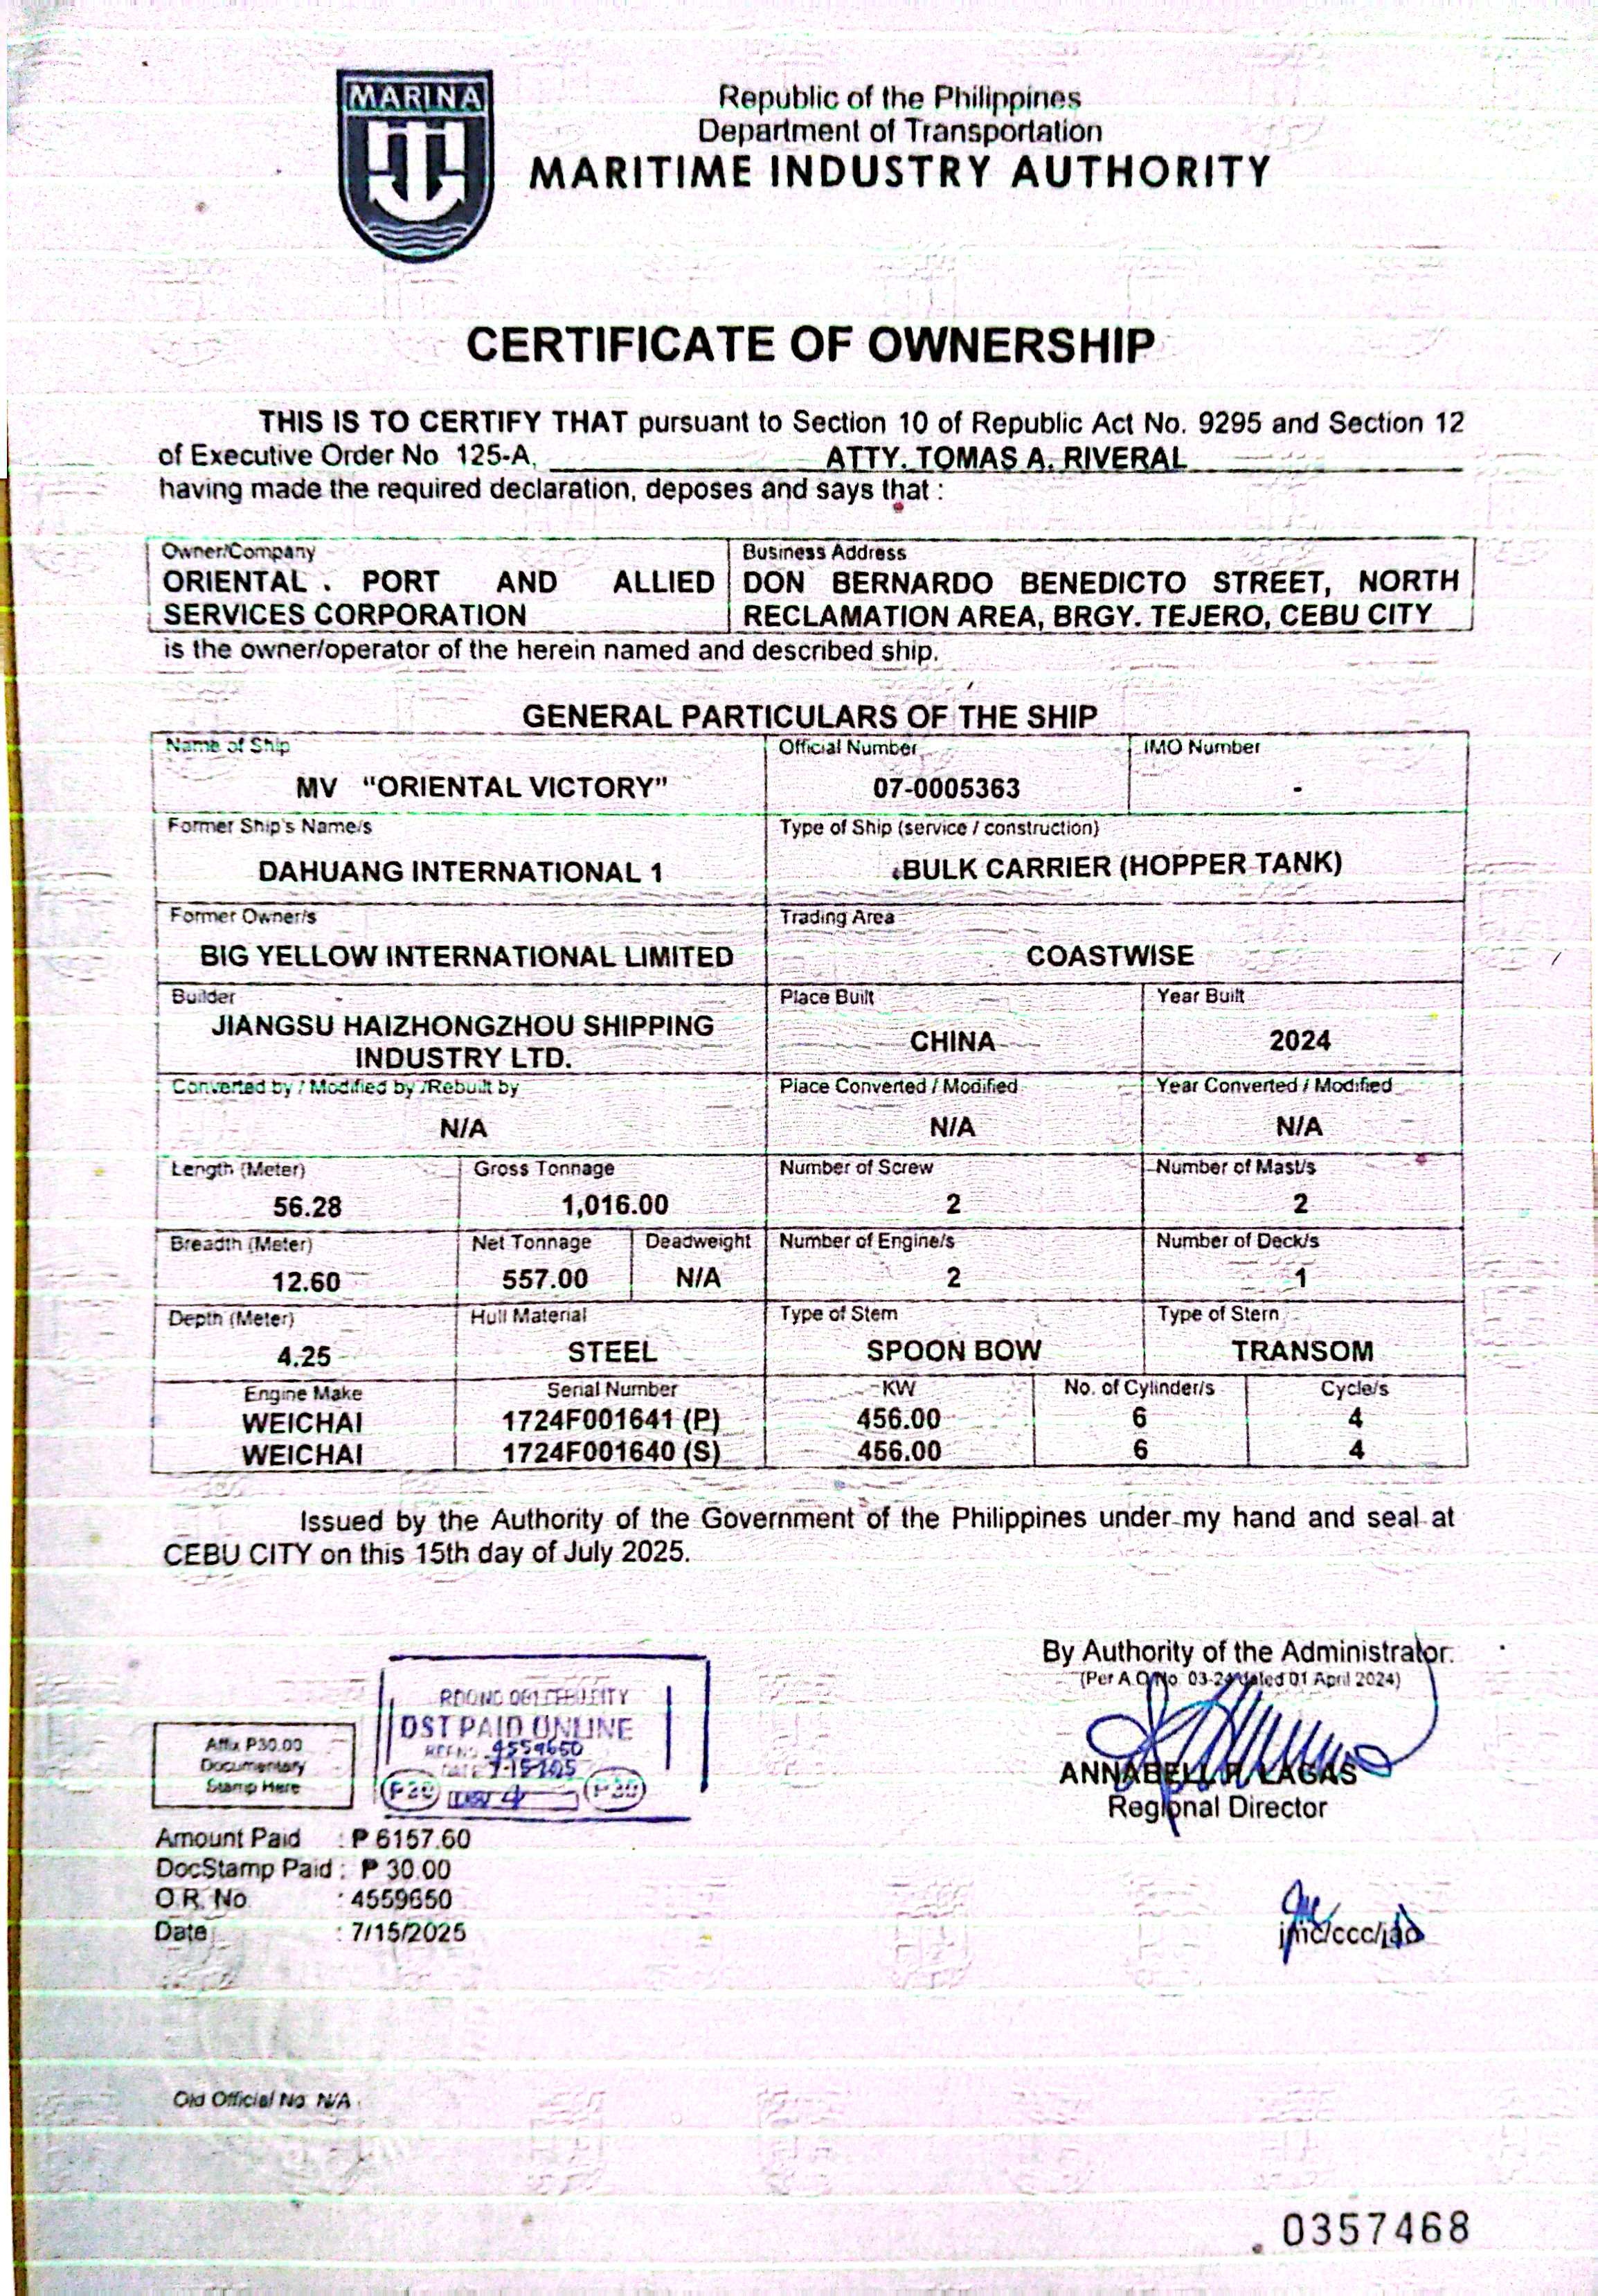 MARINA
Republic of the Philippines
Department of Transportation
MARITIME INDUSTRY AUTHORITY
CERTIFICATE OF OWNERSHIP
THIS IS TO CERTIFY THAT pursuant to Section 10 of Republic Act No. 9295 and Section 12
of Executive Order No 125-A, ATTY. TOMAS A. RIVERAL
having made the required declaration, deposes and says that :
Owner/Company Business Address
ORIENTAL . PORT AND ALLIED DON BERNARDO BENEDICTO STREET, NORTH
SERVICES CORPORATION RECLAMATION AREA, BRGY. TEJERO, CEBU CITY
is the owner/operator of the herein named and described ship.
GENERAL PARTICULARS OF THE SHIP
Name of Ship Official Number IMO Number
MV "ORIENTAL VICTORY" 07-0005363 -
Former Ship's Name/s Type of Ship (service / construction)
DAHUANG INTERNATIONAL 1 BULK CARRIER (HOPPER TANK)
Former Owner/s Trading Area
BIG YELLOW INTERNATIONAL LIMITED COASTWISE
Builder Place Built Year Built
JIANGSU HAIZHONGZHOU SHIPPING
INDUSTRY LTD. CHINA 2024
Converted by / Modified by /Rebuilt by Place Converted / Modified Year Converted / Modified
N/A N/A N/A
Length (Meter) Gross Tonnage Number of Screw Number of Mast/s
56.28 1,016.00 2 2
Breadth (Meter) Net Tonnage Deadweight Number of Engine/s Number of Deck/s
12.60 557.00 N/A 2 1
Depth (Meter) Hull Material Type of Stem Type of Stern
4.25 STEEL SPOON BOW TRANSOM
Engine Make Serial Number KW No. of Cylinder/s Cycle/s
WEICHAI 1724F001641 (P) 456.00 6 4
WEICHAI 1724F001640 (S) 456.00 6 4
Issued by the Authority of the Government of the Philippines under my hand and seal at
CEBU CITY on this 15th day of July 2025.
By Authority of the Administrator.
(Per A.O No. 03-24 dated 01 April 2024)
ANNABELL R. LAGAS
Regional Director
CITY
DST PAID ONLINE
4559650
Affix P30.00
Documentary
Stamp Here
Amount Paid : ₱ 6157.60
DocStamp Paid : ₱ 30.00
O.R. No : 4559650
Date : 7/15/2025
jmc/ccc/
Old Official No N/A
0357468